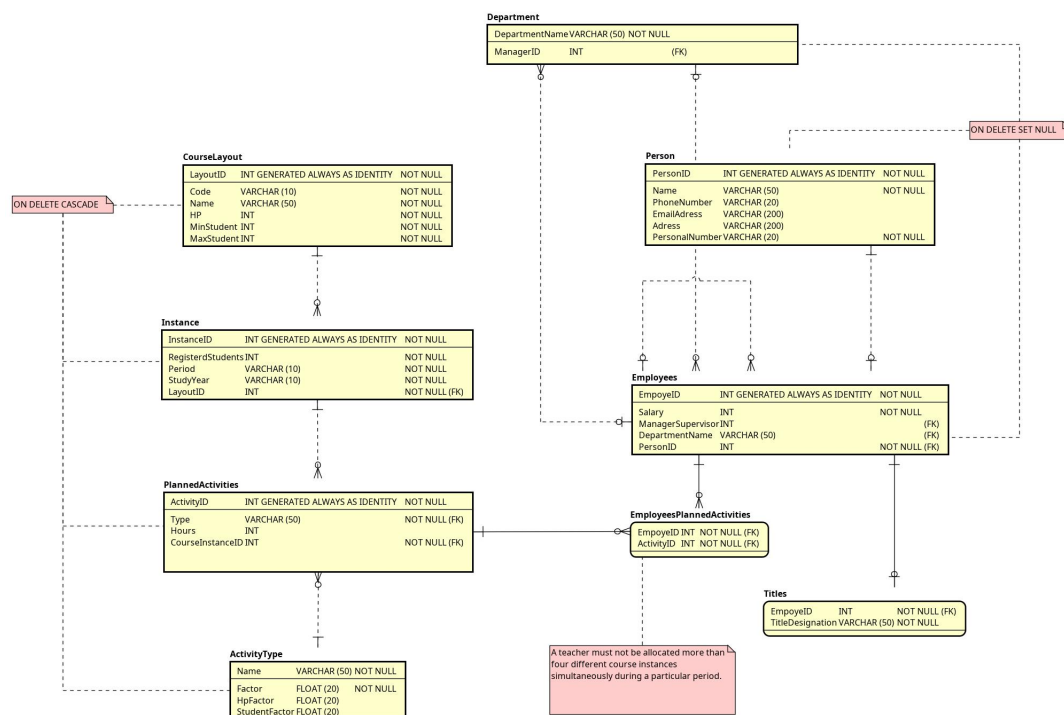 Department
DepartmentName VARCHAR (50) NOT NULL
ManagerID INT (FK)
ON DELETE SET NULL
CourseLayout
LayoutID INT GENERATED ALWAYS AS IDENTITY NOT NULL
Code VARCHAR (10) NOT NULL
Name VARCHAR (50) NOT NULL
HP INT NOT NULL
MinStudent INT NOT NULL
MaxStudent INT NOT NULL
Person
PersonID INT GENERATED ALWAYS AS IDENTITY NOT NULL
Name VARCHAR (50) NOT NULL
PhoneNumber VARCHAR (20)
EmailAdress VARCHAR (200)
Adress VARCHAR (200)
PersonalNumber VARCHAR (20) NOT NULL
ON DELETE CASCADE
Instance
InstanceID INT GENERATED ALWAYS AS IDENTITY NOT NULL
RegisterdStudents INT NOT NULL
Period VARCHAR (10) NOT NULL
StudyYear VARCHAR (10) NOT NULL
LayoutID INT NOT NULL (FK)
Employees
EmpoyeID INT GENERATED ALWAYS AS IDENTITY NOT NULL
Salary INT NOT NULL
ManagerSupervisor INT (FK)
DepartmentName VARCHAR (50) (FK)
PersonID INT NOT NULL (FK)
PlannedActivities
ActivityID INT GENERATED ALWAYS AS IDENTITY NOT NULL
Type VARCHAR (50) NOT NULL (FK)
Hours INT
CourseInstanceID INT NOT NULL (FK)
EmployeesPlannedActivities
EmpoyeID INT NOT NULL (FK)
ActivityID INT NOT NULL (FK)
Titles
EmpoyeID INT NOT NULL (FK)
TitleDesignation VARCHAR (50) NOT NULL
A teacher must not be allocated more than
four different course instances
simultaneously during a particular period.
ActivityType
Name VARCHAR (50) NOT NULL
Factor FLOAT (20) NOT NULL
HpFactor FLOAT (20)
StudentFactor FLOAT (20)